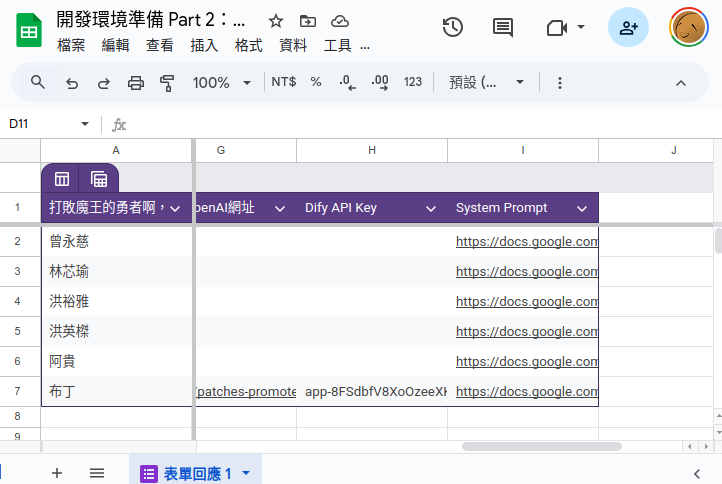 開發環境準備 Part 2：...
檔案 編輯 查看 插入 格式 資料 工具 ...
100% NT$ % .0 .00 123 預設 (...
D11 fx
A G H I J
1 打敗魔王的勇者啊， penAI網址 Dify API Key System Prompt
2 曾永慈 https://docs.google.com
3 林芯瑜 https://docs.google.com
4 洪裕雅 https://docs.google.com
5 洪英榤 https://docs.google.com
6 阿貴 https://docs.google.com
7 布丁 /patches-promote app-8FSdbfV8XoOzeeXK https://docs.google.com
8
9
表單回應 1